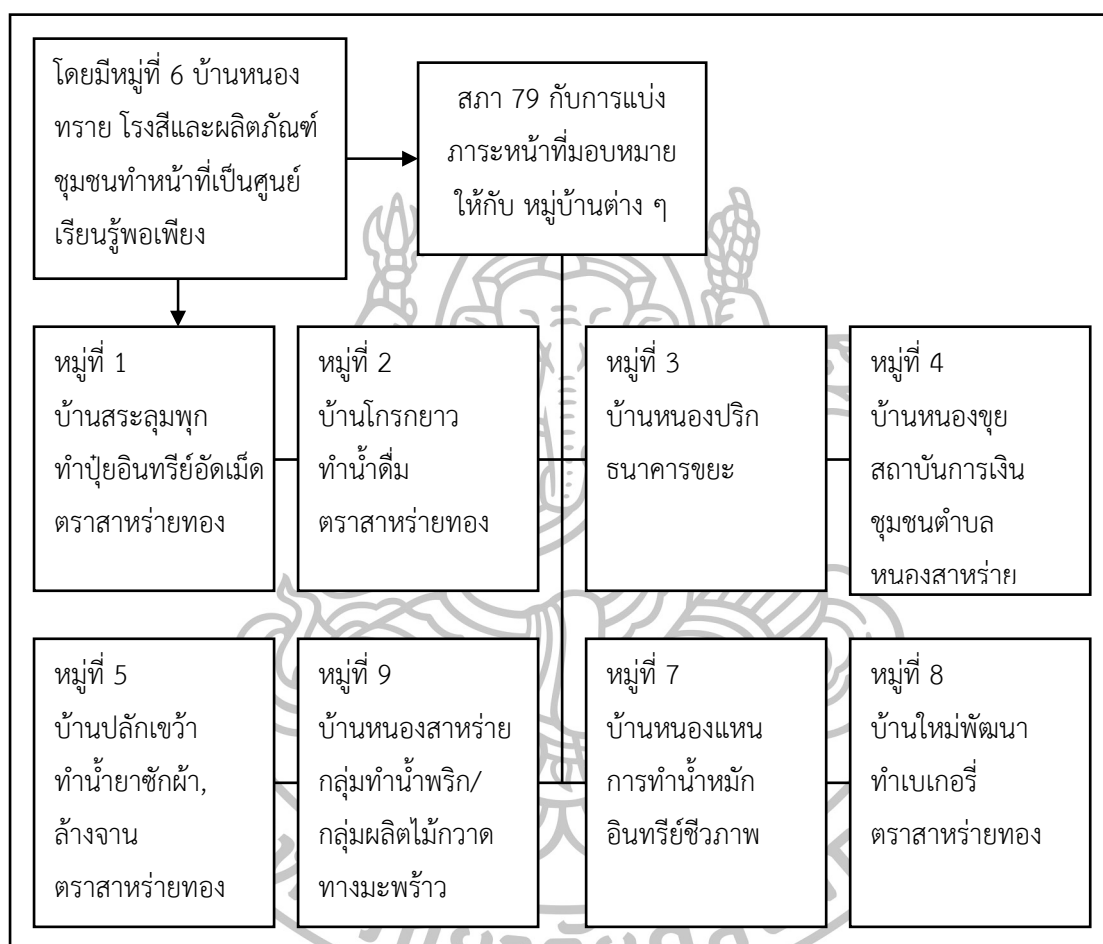 โดยมีหมู่ที่ 6 บ้านหนอง
ทราย โรงสีและผลิตภัณฑ์
ชุมชนทำหน้าที่เป็นศูนย์
เรียนรู้พอเพียง
สภา 79 กับการแบ่ง
ภาระหน้าที่มอบหมาย
ให้กับ หมู่บ้านต่าง ๆ
หมู่ที่ 1
บ้านสระลุมพุก
ทำปุ๋ยอินทรีย์อัดเม็ด
ตราสาหร่ายทอง
หมู่ที่ 2
บ้านโกรกยาว
ทำน้ำดื่ม
ตราสาหร่ายทอง
หมู่ที่ 3
บ้านหนองปริก
ธนาคารขยะ
หมู่ที่ 4
บ้านหนองขุย
สถาบันการเงิน
ชุมชนตำบล
หนองสาหร่าย
หมู่ที่ 5
บ้านปลักเขว้า
ทำน้ำยาซักผ้า,
ล้างจาน
ตราสาหร่ายทอง
หมู่ที่ 9
บ้านหนองสาหร่าย
กลุ่มทำน้ำพริก/
กลุ่มผลิตไม้กวาด
ทางมะพร้าว
หมู่ที่ 7
บ้านหนองแหน
การทำน้ำหมัก
อินทรีย์ชีวภาพ
หมู่ที่ 8
บ้านใหม่พัฒนา
ทำเบเกอรี่
ตราสาหร่ายทอง